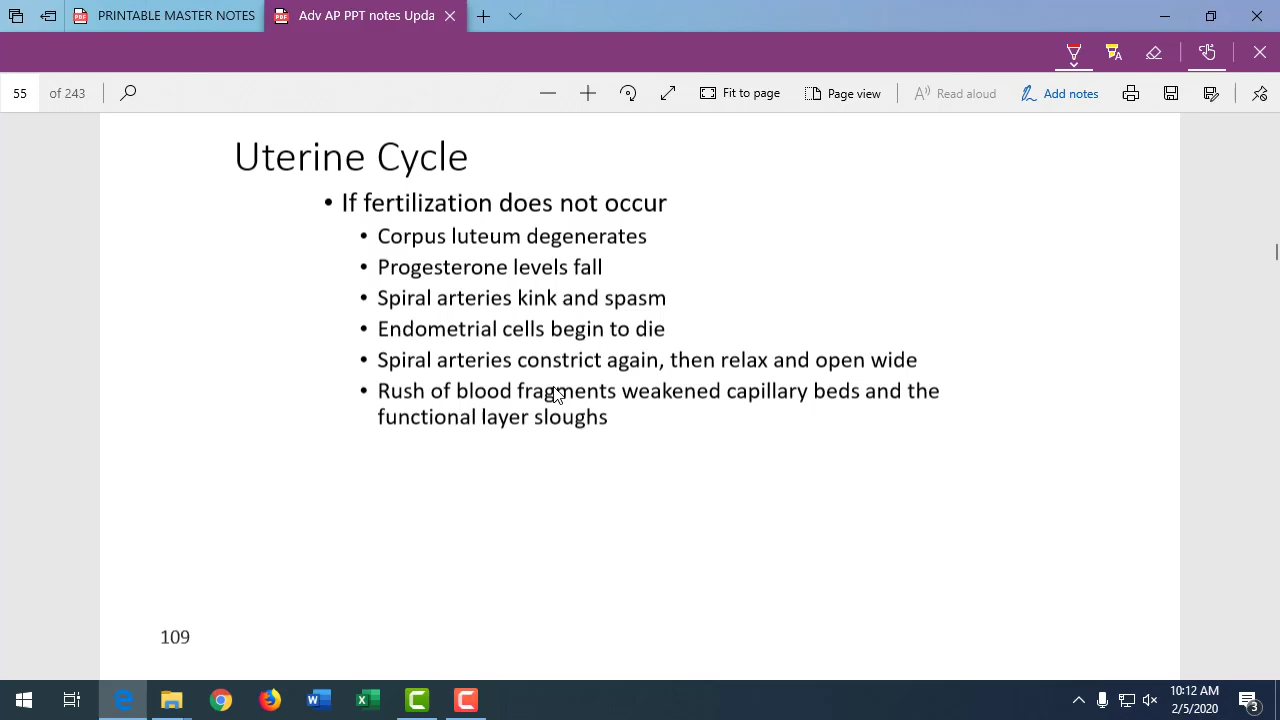 PRINTABLE MASTER NOTES
Adv AP PPT notes Upda
55 of 243
Fit to page
Page view
Read aloud
Add notes
Uterine Cycle
• If fertilization does not occur
• Corpus luteum degenerates
• Progesterone levels fall
• Spiral arteries kink and spasm
• Endometrial cells begin to die
• Spiral arteries constrict again, then relax and open wide
• Rush of blood fragments weakened capillary beds and the
functional layer sloughs
109
10:12 AM
2/5/2020
3